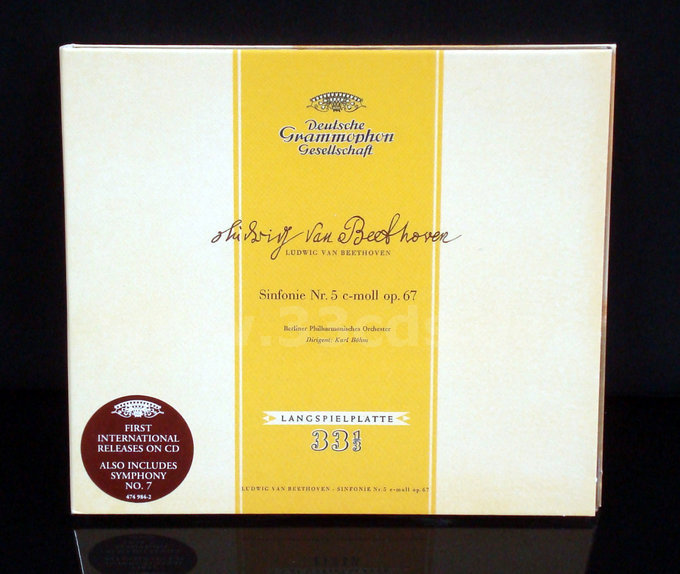 Deutsche
Grammophon
Gesellschaft
Ludwig van Beethoven
LUDWIG VAN BEETHOVEN
Sinfonie Nr. 5 c-moll op. 67
Berliner Philharmonisches Orchester
Dirigent: Karl Böhm
LANGSPIELPLATTE
33 1/3
LUDWIG VAN BEETHOVEN · SINFONIE Nr.5 c-moll op.67
FIRST
INTERNATIONAL
RELEASES ON CD
ALSO INCLUDES
SYMPHONY
NO. 7
474 984-2